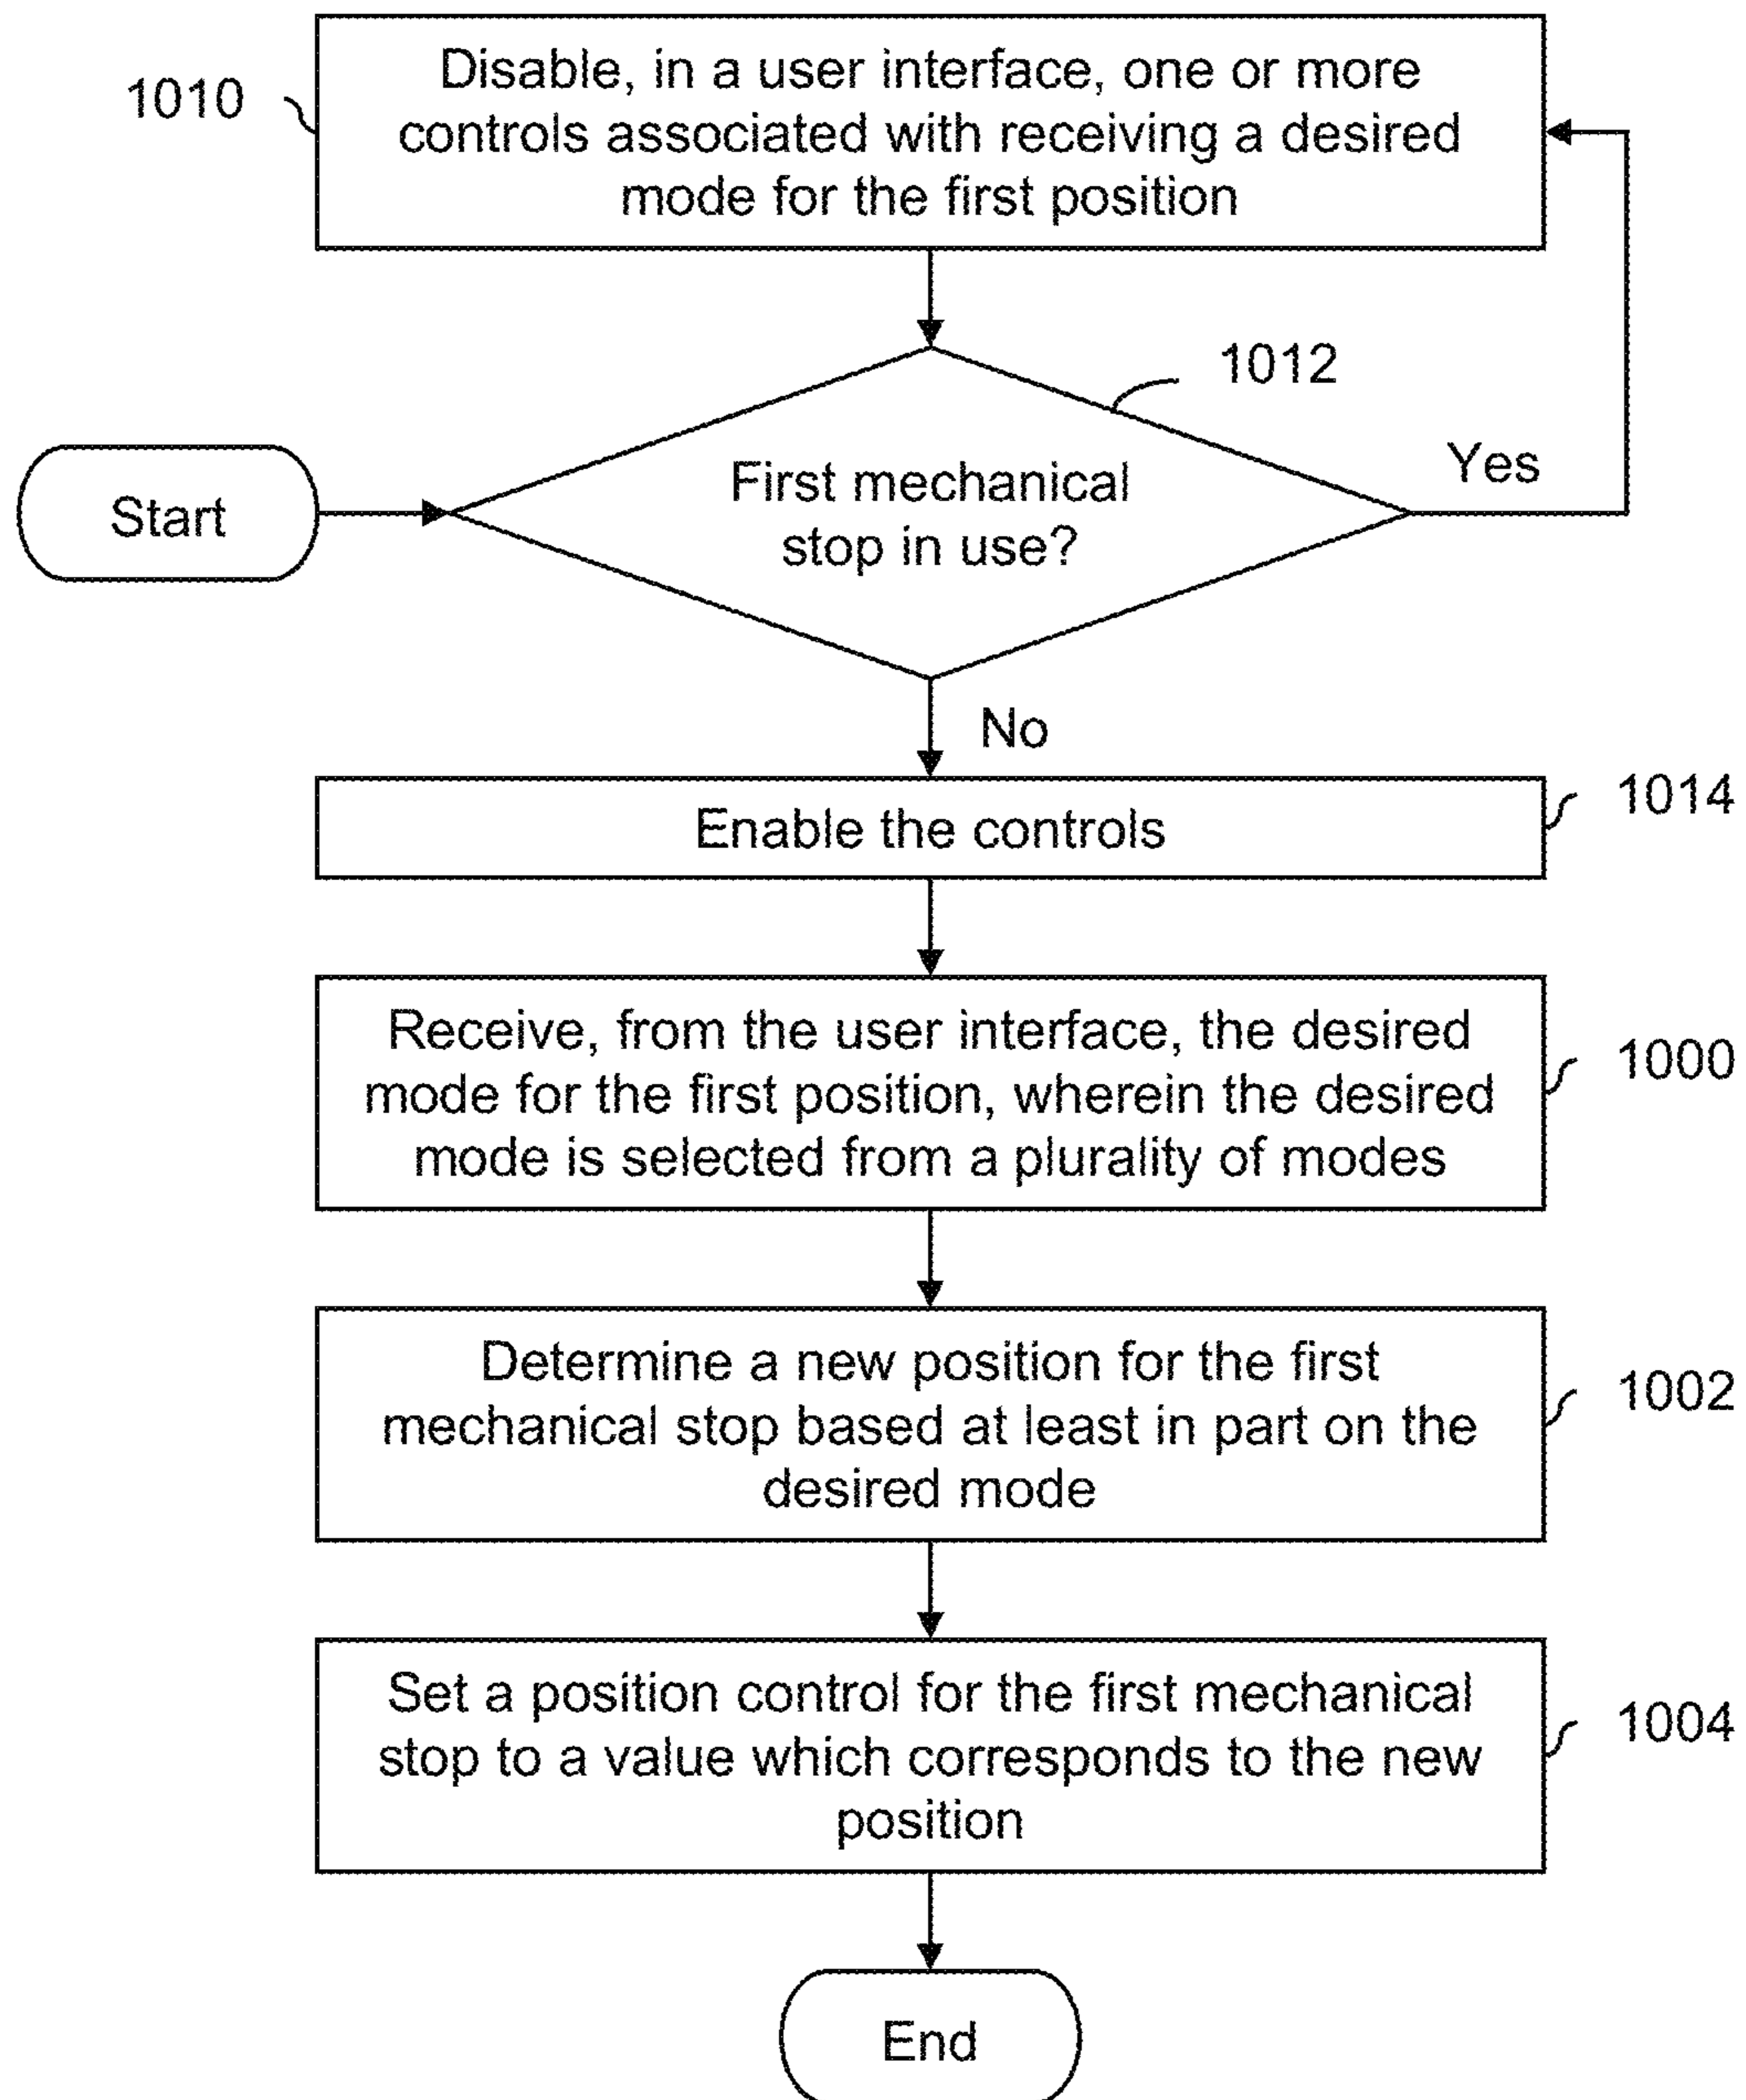 1010
Disable, in a user interface, one or more
controls associated with receiving a desired
mode for the first position
1012
Yes
Start
First mechanical
stop in use?
No
Enable the controls
1014
Receive, from the user interface, the desired
mode for the first position, wherein the desired
mode is selected from a plurality of modes
1000
Determine a new position for the first
mechanical stop based at least in part on the
desired mode
1002
Set a position control for the first mechanical
stop to a value which corresponds to the new
position
1004
End